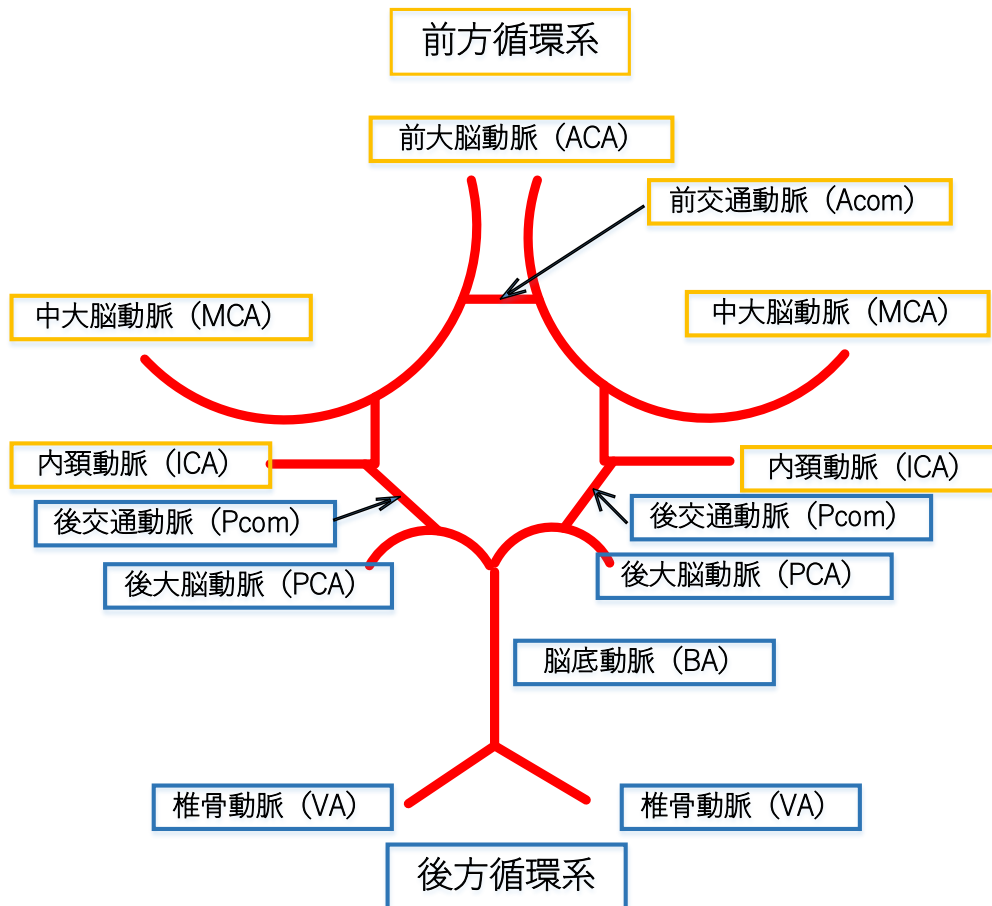 前方循環系
前大脳動脈（ACA）
前交通動脈（Acom）
中大脳動脈（MCA）
中大脳動脈（MCA）
内頚動脈（ICA）
内頚動脈（ICA）
後交通動脈（Pcom）
後交通動脈（Pcom）
後大脳動脈（PCA）
後大脳動脈（PCA）
脳底動脈（BA）
椎骨動脈（VA）
椎骨動脈（VA）
後方循環系